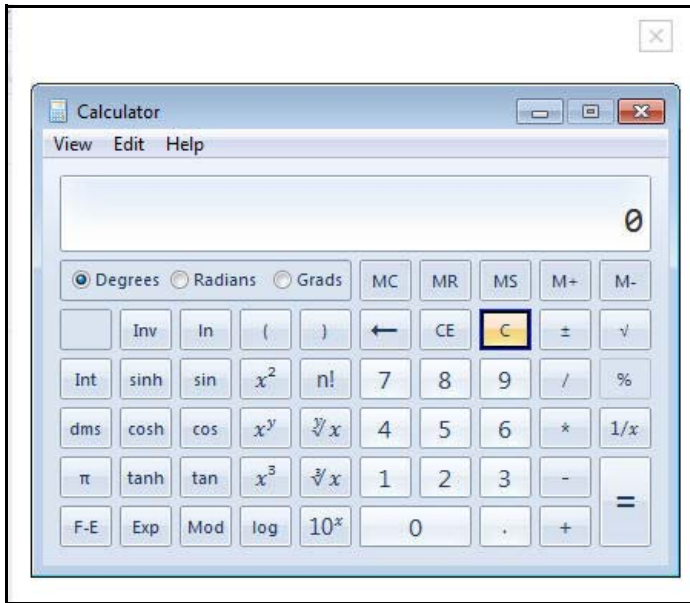 Calculator
View Edit Help
0
Degrees Radians Grads MC MR MS M+ M-
Inv ln ( ) ← CE C ± √
Int sinh sin x² n! 7 8 9 / %
dms cosh cos xʸ ʸ√x 4 5 6 * 1/x
π tanh tan x³ ³√x 1 2 3 - =
F-E Exp Mod log 10ˣ 0 . +